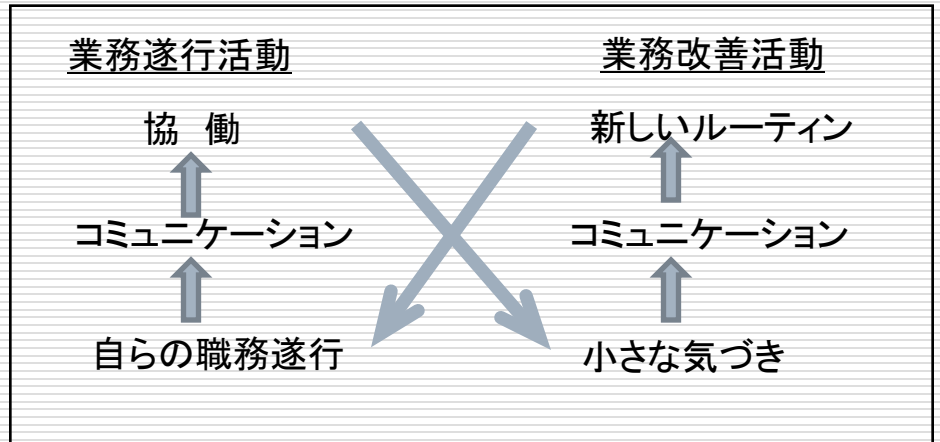 業務遂行活動
協 働
コミュニケーション
自らの職務遂行
業務改善活動
新しいルーティン
コミュニケーション
小さな気づき